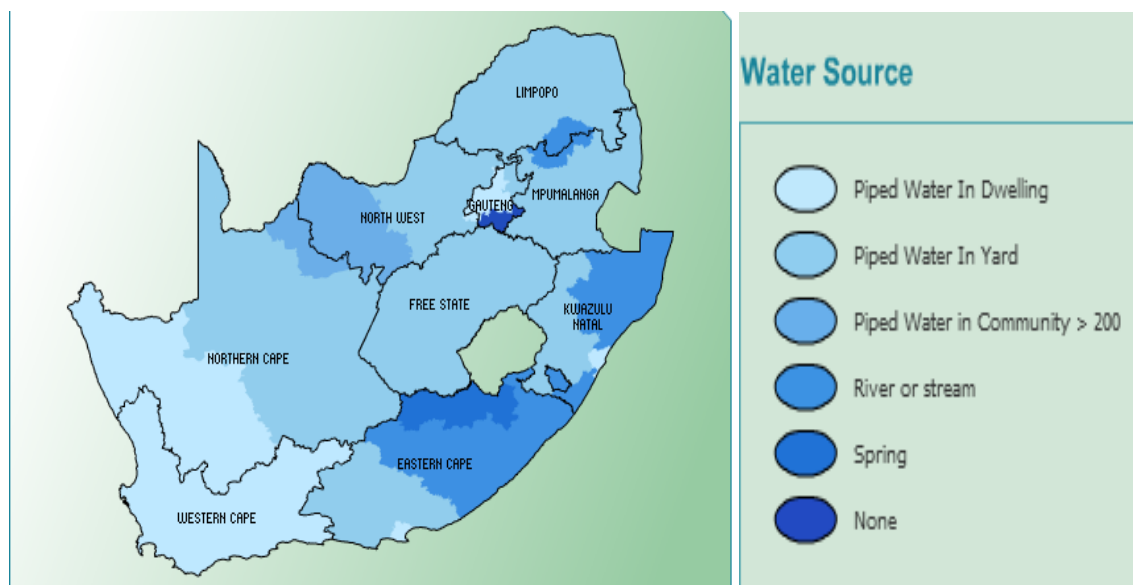 LIMPOPO
MPUMALANGA
GAUTENG
NORTH WEST
FREE STATE
KWAZULU
NATAL
NORTHERN CAPE
EASTERN CAPE
WESTERN CAPE
Water Source
Piped Water In Dwelling
Piped Water In Yard
Piped Water in Community > 200
River or stream
Spring
None